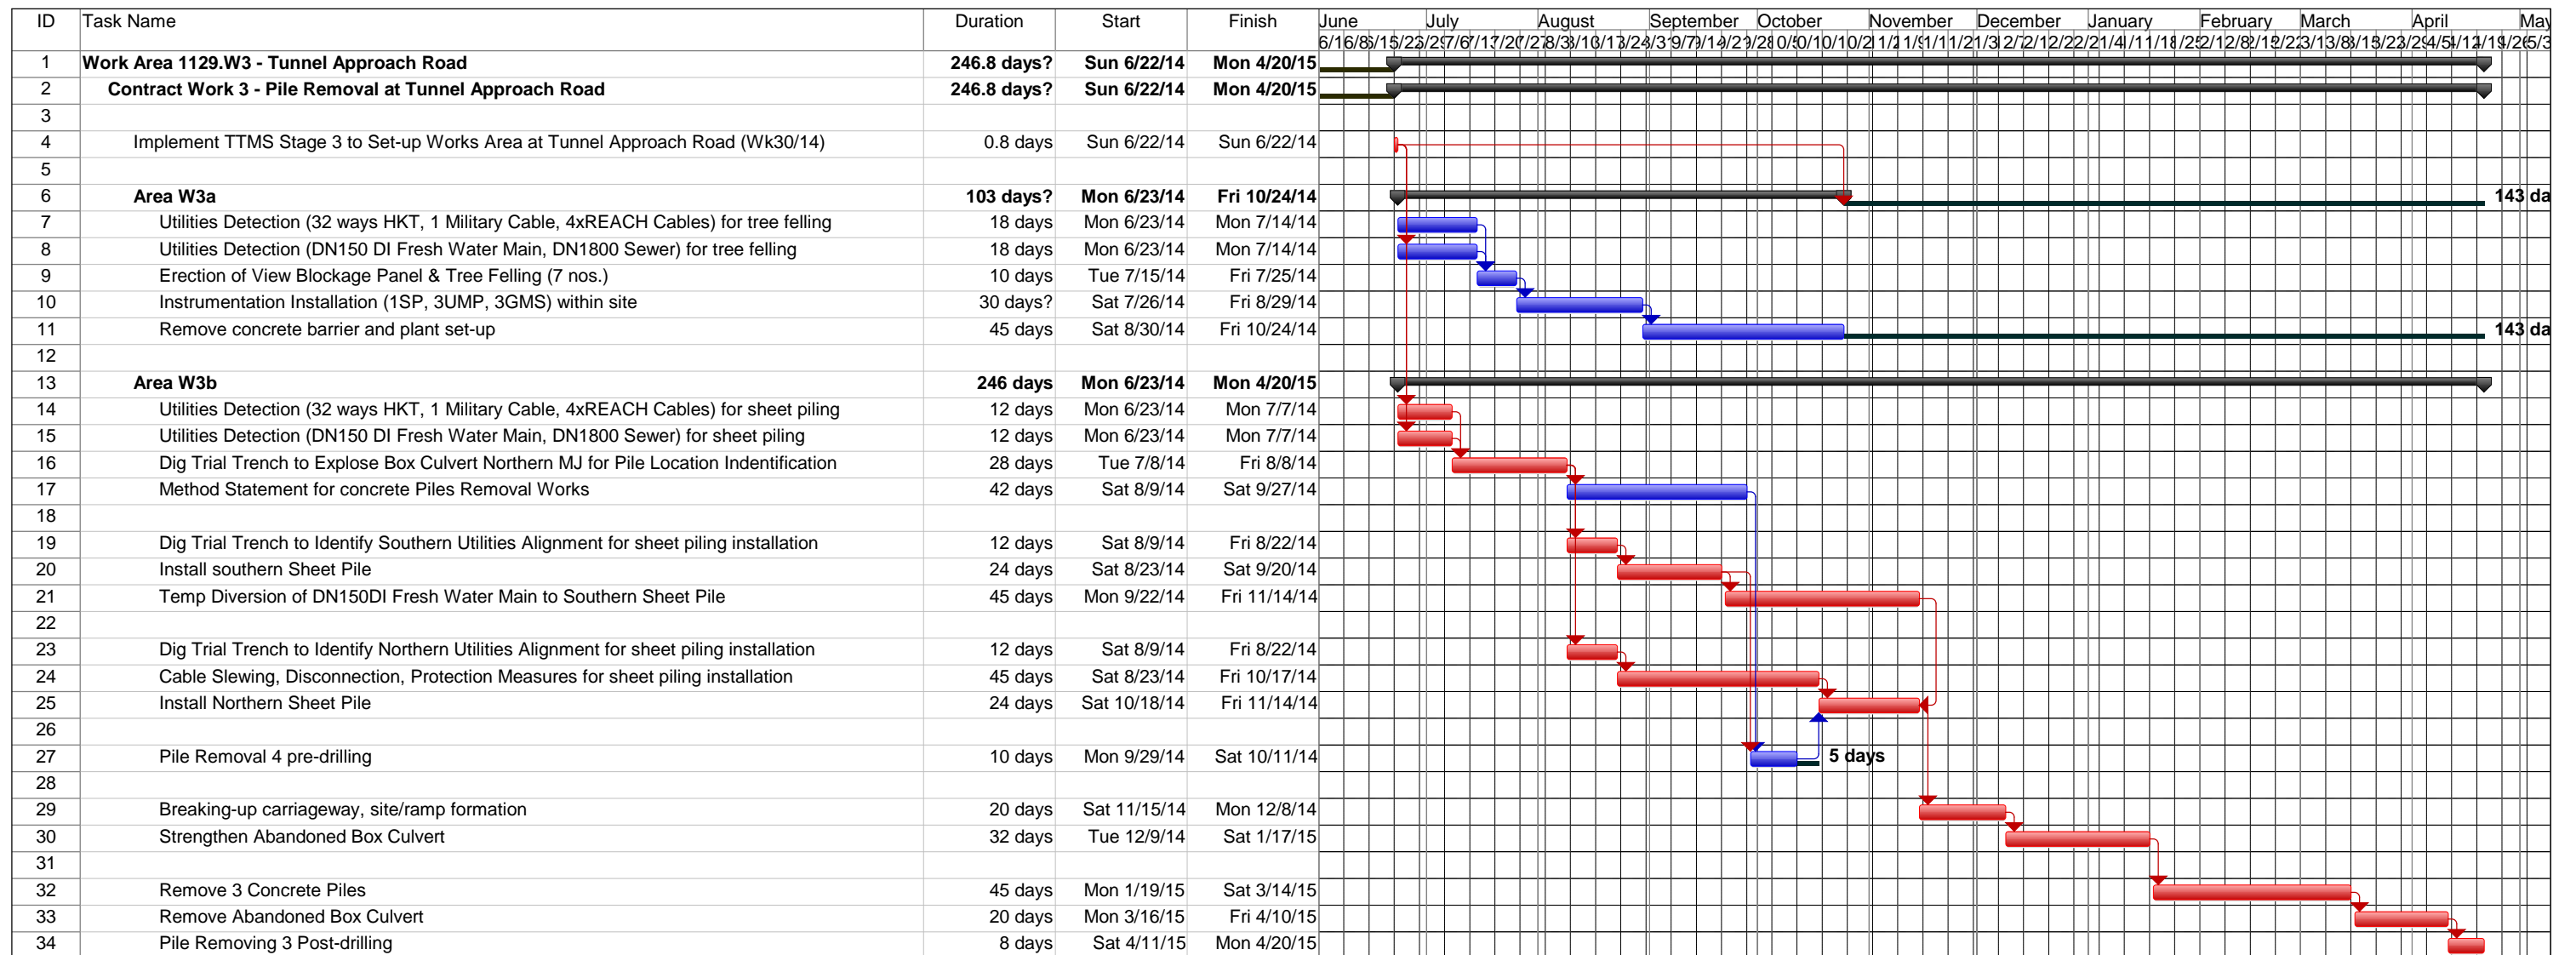 ID Task Name Duration Start Finish June July August September October November December January February March April May
1 Work Area 1129.W3 - Tunnel Approach Road 246.8 days? Sun 6/22/14 Mon 4/20/15
2 Contract Work 3 - Pile Removal at Tunnel Approach Road 246.8 days? Sun 6/22/14 Mon 4/20/15
3
4 Implement TTMS Stage 3 to Set-up Works Area at Tunnel Approach Road (Wk30/14) 0.8 days Sun 6/22/14 Sun 6/22/14
5
6 Area W3a 103 days? Mon 6/23/14 Fri 10/24/14 143 da
7 Utilities Detection (32 ways HKT, 1 Military Cable, 4xREACH Cables) for tree felling 18 days Mon 6/23/14 Mon 7/14/14
8 Utilities Detection (DN150 DI Fresh Water Main, DN1800 Sewer) for tree felling 18 days Mon 6/23/14 Mon 7/14/14
9 Erection of View Blockage Panel & Tree Felling (7 nos.) 10 days Tue 7/15/14 Fri 7/25/14
10 Instrumentation Installation (1SP, 3UMP, 3GMS) within site 30 days? Sat 7/26/14 Fri 8/29/14
11 Remove concrete barrier and plant set-up 45 days Sat 8/30/14 Fri 10/24/14 143 da
12
13 Area W3b 246 days Mon 6/23/14 Mon 4/20/15
14 Utilities Detection (32 ways HKT, 1 Military Cable, 4xREACH Cables) for sheet piling 12 days Mon 6/23/14 Mon 7/7/14
15 Utilities Detection (DN150 DI Fresh Water Main, DN1800 Sewer) for sheet piling 12 days Mon 6/23/14 Mon 7/7/14
16 Dig Trial Trench to Explose Box Culvert Northern MJ for Pile Location Indentification 28 days Tue 7/8/14 Fri 8/8/14
17 Method Statement for concrete Piles Removal Works 42 days Sat 8/9/14 Sat 9/27/14
18
19 Dig Trial Trench to Identify Southern Utilities Alignment for sheet piling installation 12 days Sat 8/9/14 Fri 8/22/14
20 Install southern Sheet Pile 24 days Sat 8/23/14 Sat 9/20/14
21 Temp Diversion of DN150DI Fresh Water Main to Southern Sheet Pile 45 days Mon 9/22/14 Fri 11/14/14
22
23 Dig Trial Trench to Identify Northern Utilities Alignment for sheet piling installation 12 days Sat 8/9/14 Fri 8/22/14
24 Cable Slewing, Disconnection, Protection Measures for sheet piling installation 45 days Sat 8/23/14 Fri 10/17/14
25 Install Northern Sheet Pile 24 days Sat 10/18/14 Fri 11/14/14
26
27 Pile Removal 4 pre-drilling 10 days Mon 9/29/14 Sat 10/11/14 5 days
28
29 Breaking-up carriageway, site/ramp formation 20 days Sat 11/15/14 Mon 12/8/14
30 Strengthen Abandoned Box Culvert 32 days Tue 12/9/14 Sat 1/17/15
31
32 Remove 3 Concrete Piles 45 days Mon 1/19/15 Sat 3/14/15
33 Remove Abandoned Box Culvert 20 days Mon 3/16/15 Fri 4/10/15
34 Pile Removing 3 Post-drilling 8 days Sat 4/11/15 Mon 4/20/15